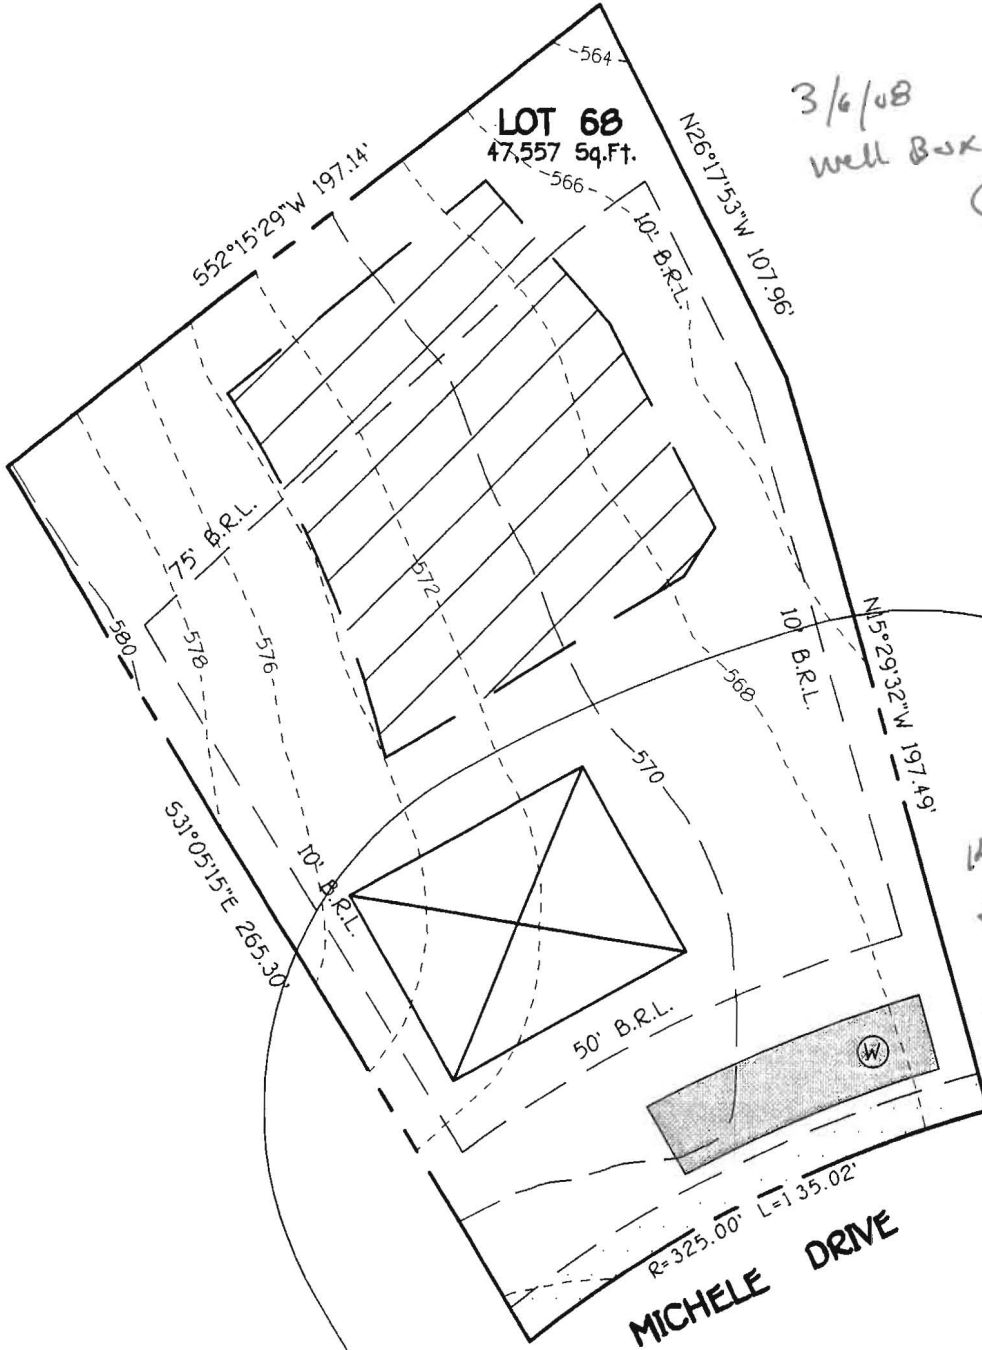 564
LOT 68
47,557 Sq.Ft.
3/6/08
well Box
N26°17'53"W 107.96'
S52°15'29"W 197.14'
566
10' B.R.L.
75' B.R.L.
572
580
578
576
10' B.R.L.
N15°29'32"W 197.49'
568
570
S31°05'15"E 265.30'
10' B.R.L.
50' B.R.L.
W
R=325.00' L=135.02'
MICHELE DRIVE